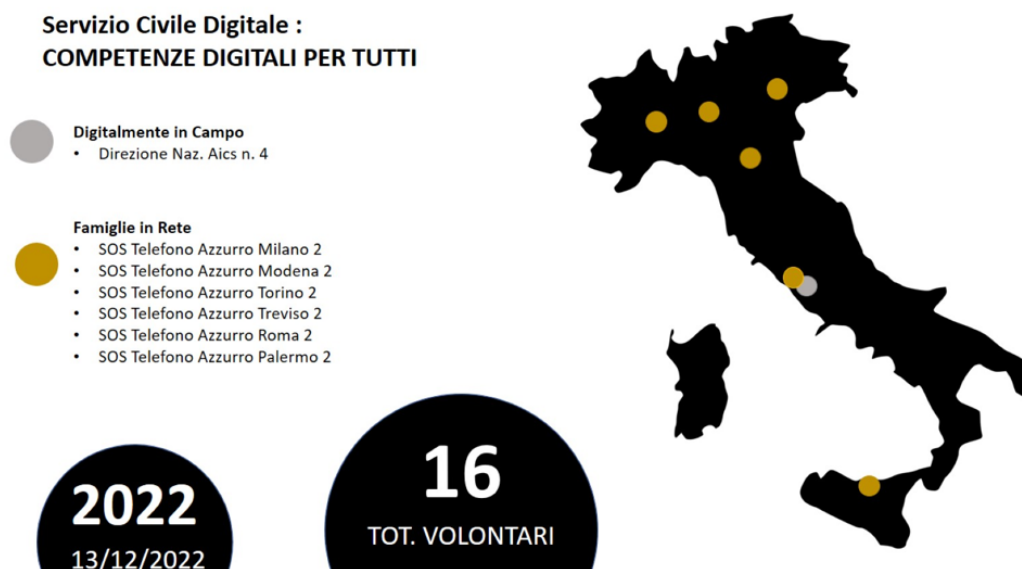 Servizio Civile Digitale :
COMPETENZE DIGITALI PER TUTTI
Digitalmente in Campo
• Direzione Naz. Aics n. 4
Famiglie in Rete
• SOS Telefono Azzurro Milano 2
• SOS Telefono Azzurro Modena 2
• SOS Telefono Azzurro Torino 2
• SOS Telefono Azzurro Treviso 2
• SOS Telefono Azzurro Roma 2
• SOS Telefono Azzurro Palermo 2
2022
13/12/2022
16
TOT. VOLONTARI